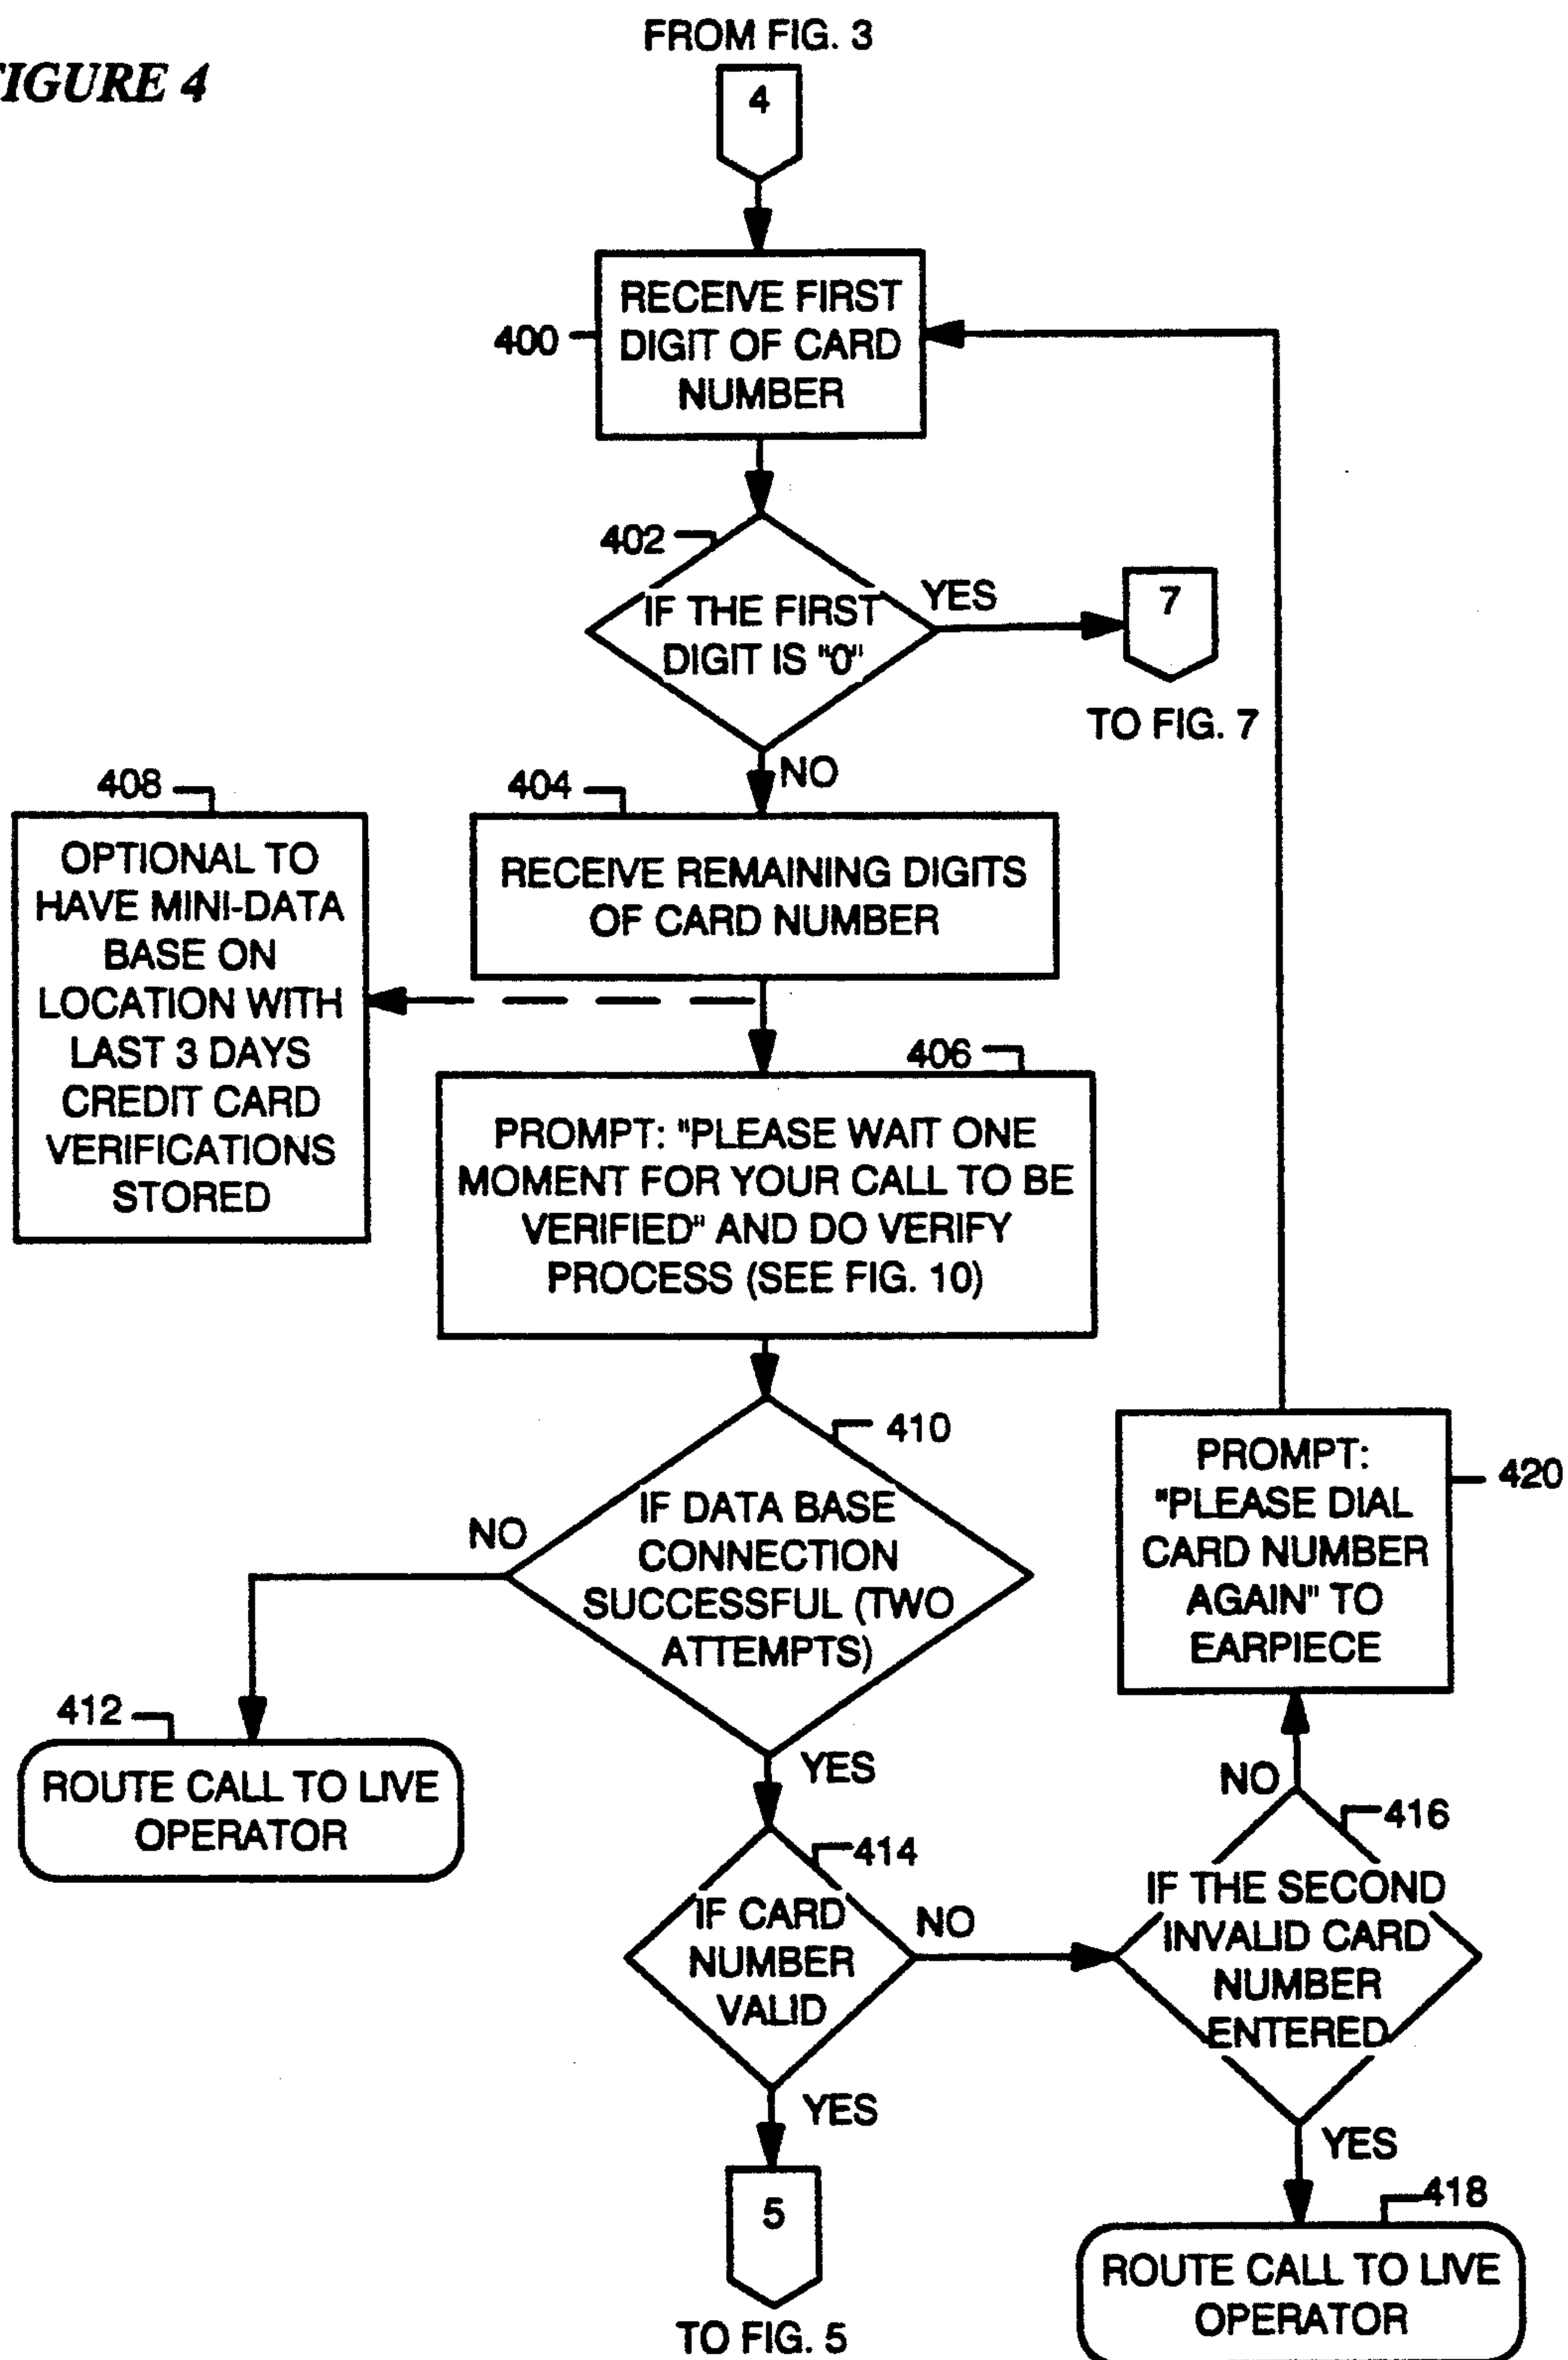 FROM FIG. 3
FIGURE 4
4
400
RECEIVE FIRST
DIGIT OF CARD
NUMBER
402
IF THE FIRST
DIGIT IS "0"
YES
7
TO FIG. 7
NO
408
OPTIONAL TO
HAVE MINI-DATA
BASE ON
LOCATION WITH
LAST 3 DAYS
CREDIT CARD
VERIFICATIONS
STORED
404
RECEIVE REMAINING DIGITS
OF CARD NUMBER
406
PROMPT: "PLEASE WAIT ONE
MOMENT FOR YOUR CALL TO BE
VERIFIED" AND DO VERIFY
PROCESS (SEE FIG. 10)
410
IF DATA BASE
CONNECTION
SUCCESSFUL (TWO
ATTEMPTS)
NO
412
ROUTE CALL TO LIVE
OPERATOR
YES
414
IF CARD
NUMBER
VALID
NO
416
IF THE SECOND
INVALID CARD
NUMBER
ENTERED
NO
420
PROMPT:
"PLEASE DIAL
CARD NUMBER
AGAIN" TO
EARPIECE
YES
5
TO FIG. 5
YES
418
ROUTE CALL TO LIVE
OPERATOR